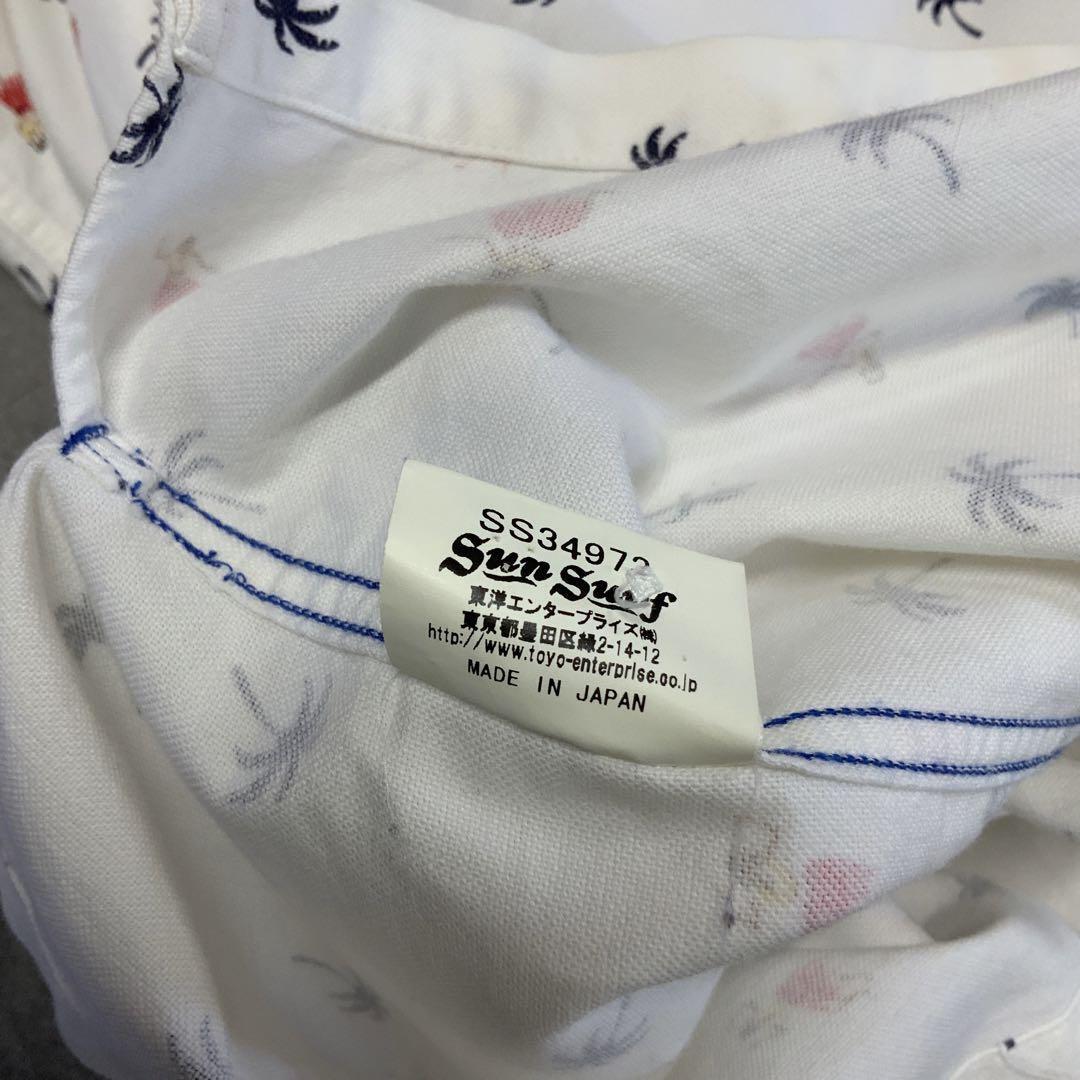 SS34973
Sun Surf
東洋エンタープライズ㈱
東京都墨田区緑2-14-12
http://www.toyo-enterprise.co.jp
MADE IN JAPAN